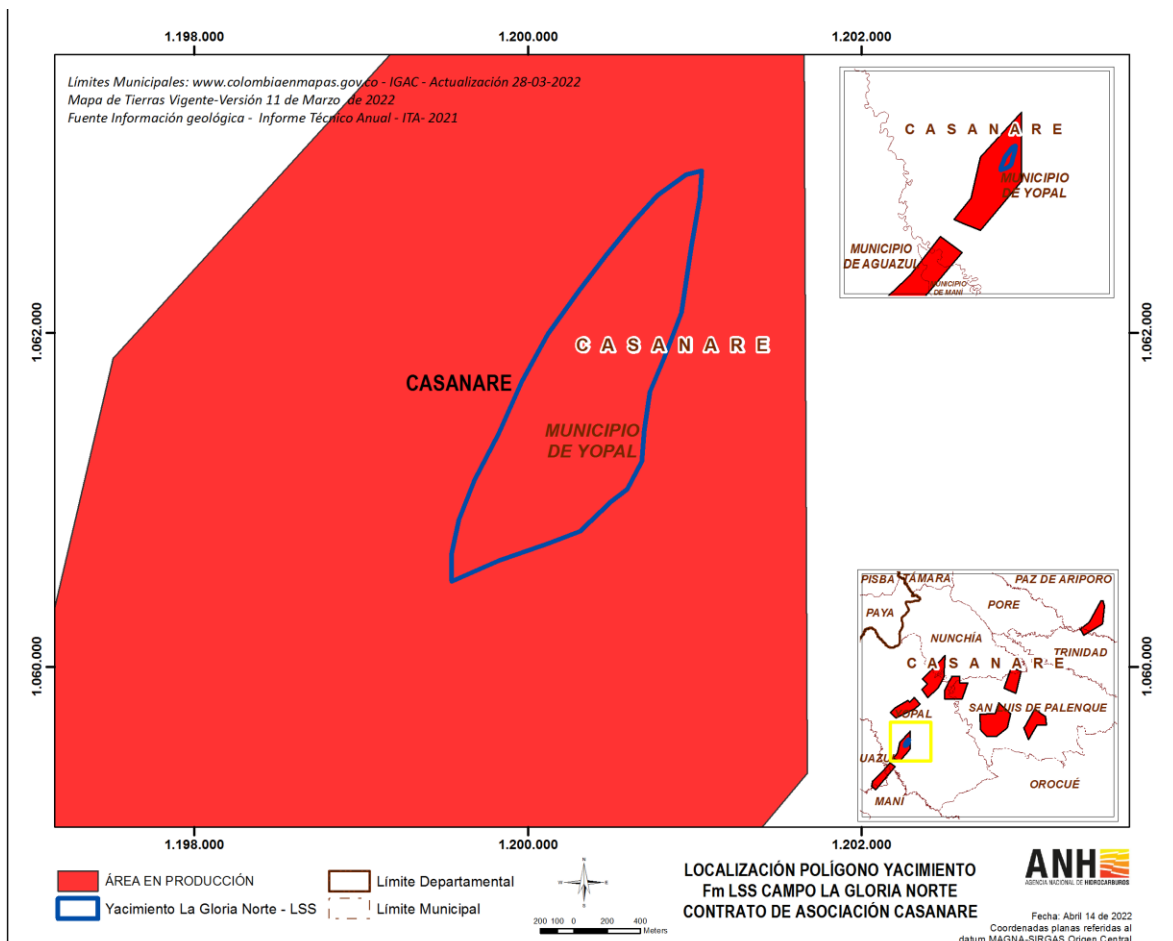 1.198.000
1.200.000
1.202.000
Límites Municipales: www.colombiaenmapas.gov.co - IGAC - Actualización 28-03-2022
Mapa de Tierras Vigente-Versión 11 de Marzo de 2022
Fuente Información geológica - Informe Técnico Anual - ITA- 2021
CASANARE
MUNICIPIO
DE YOPAL
MUNICIPIO
DE AGUAZUL
MUNICIPIO
DE MANÍ
1.062.000
1.062.000
CASANARE
CASANARE
MUNICIPIO
DE YOPAL
PISBA
TÁMARA
PAZ DE ARIPORO
PAYA
PORE
NUNCHÍA
TRINIDAD
CASANARE
SAN LUIS DE PALENQUE
YOPAL
UAZU
OROCUÉ
MANÍ
1.060.000
1.060.000
1.198.000
1.200.000
1.202.000
ÁREA EN PRODUCCIÓN
Yacimiento La Gloria Norte - LSS
Límite Departamental
Límite Municipal
N
S
E
W
200 100 0 200 400
Meters
LOCALIZACIÓN POLÍGONO YACIMIENTO
Fm LSS CAMPO LA GLORIA NORTE
CONTRATO DE ASOCIACIÓN CASANARE
ANH
AGENCIA NACIONAL DE HIDROCARBUROS
Fecha: Abril 14 de 2022
Coordenadas planas referidas al
datum MAGNA-SIRGAS Origen Central